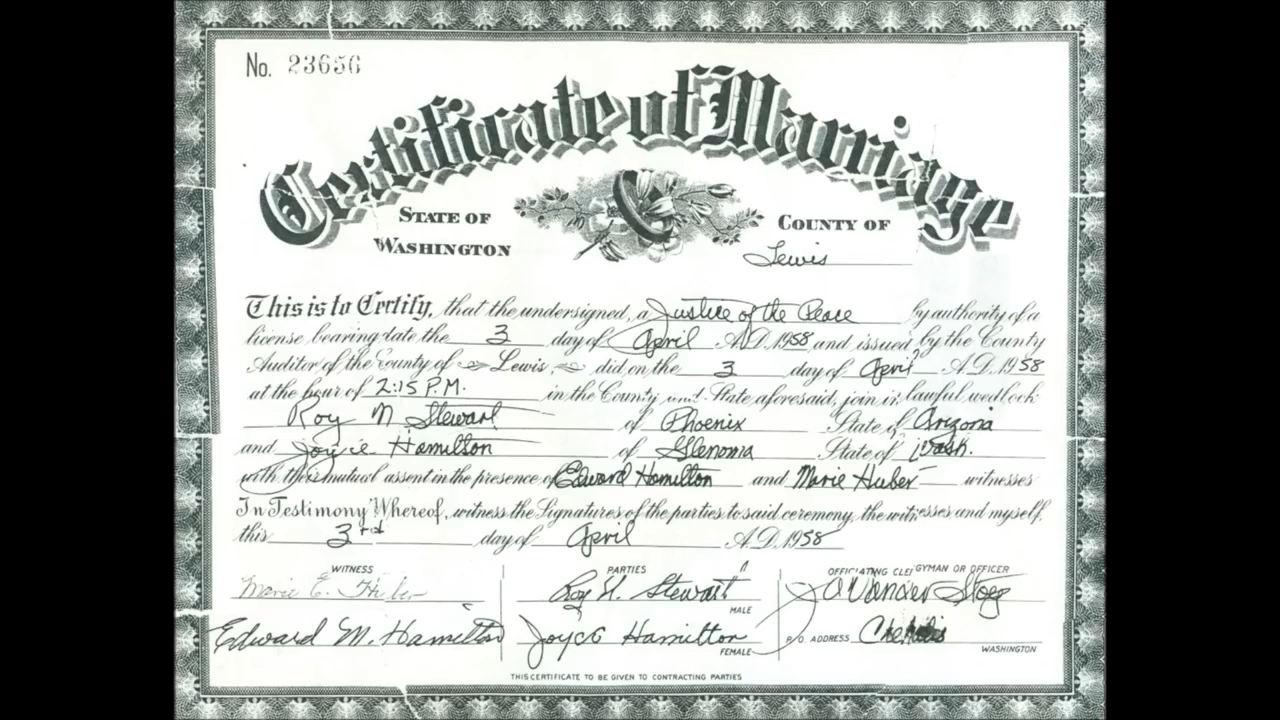 No. 23656
Certificate of Marriage
STATE OF WASHINGTON
COUNTY OF Lewis
This is to Certify, that the undersigned, a Justice of the Peace by authority of a
license bearing date the 3 day of April A.D. 1958 and issued by the County
Auditor of the County of Lewis did on the 3 day of April A.D. 1958
at the hour of 2:15 P.M. in the County and State aforesaid, join in lawful wedlock
Roy N Stewart of Phoenix State of Arizona
and Joyce Hamilton of Glenoma State of Wash.
with their mutual assent in the presence of Edward Hamilton and Marie Huber witnesses
In Testimony Whereof, witness the Signatures of the parties to said ceremony, the witnesses and myself,
this 3rd day of April A.D. 1958
WITNESS PARTIES OFFICIATING CLERGYMAN OR OFFICER
Marie E. Huber Roy N. Stewart
MALE
Edward M. Hamilton Joyce Hamilton P.O. ADDRESS Chehalis
FEMALE WASHINGTON
THIS CERTIFICATE TO BE GIVEN TO CONTRACTING PARTIES